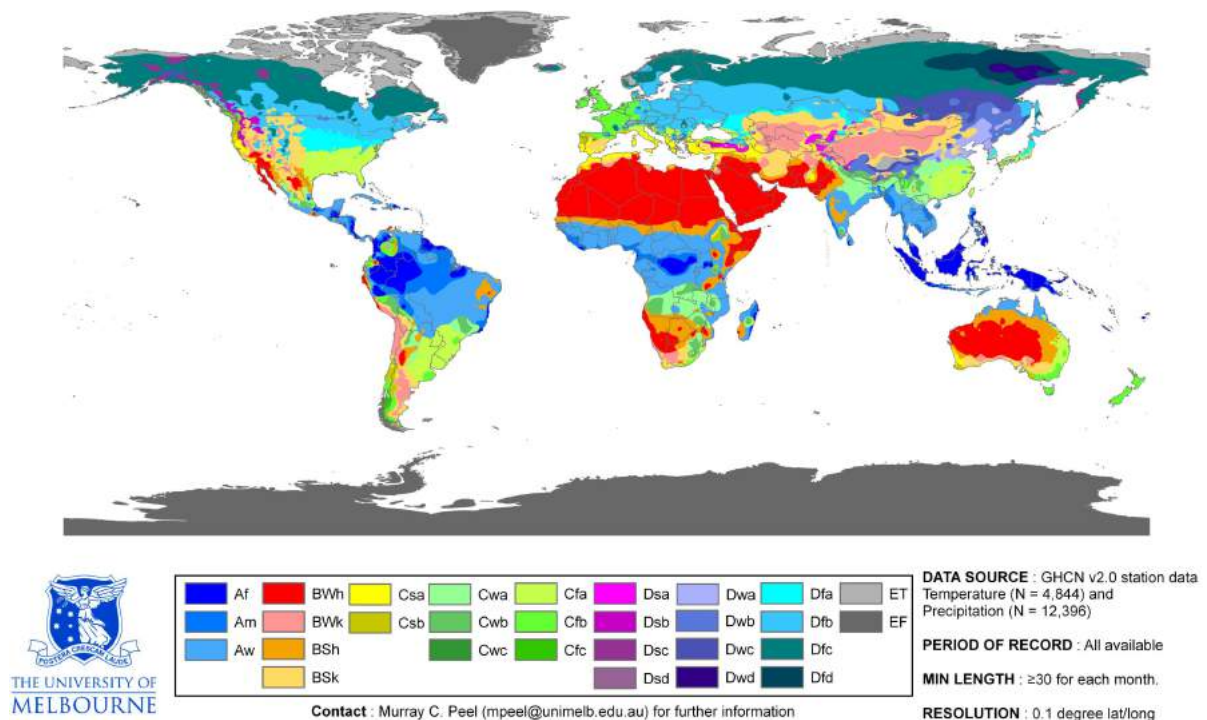 Af
Am
Aw
BWh
BWk
BSh
BSk
Csa
Csb
Cwa
Cwb
Cwc
Cfa
Cfb
Cfc
Dsa
Dsb
Dsc
Dsd
Dwa
Dwb
Dwc
Dwd
Dfa
Dfb
Dfc
Dfd
ET
EF
POSTERA CRESCAM LAUDE
THE UNIVERSITY OF
MELBOURNE
Contact : Murray C. Peel (mpeel@unimelb.edu.au) for further information
DATA SOURCE : GHCN v2.0 station data
Temperature (N = 4,844) and
Precipitation (N = 12,396)
PERIOD OF RECORD : All available
MIN LENGTH : ≥30 for each month.
RESOLUTION : 0.1 degree lat/long